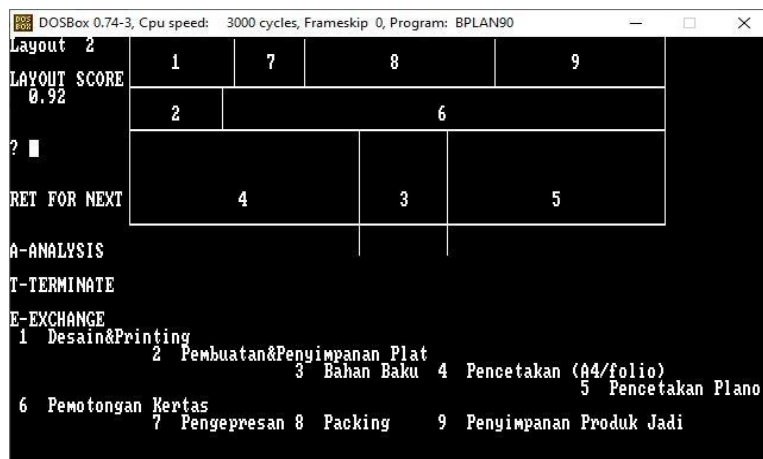 DOSBox 0.74-3, Cpu speed: 3000 cycles, Frameskip 0, Program: BPLAN90
Layout 2
1 7 8 9
LAYOUT SCORE
0.92
2 6
? 
RET FOR NEXT 4 3 5
A-ANALYSIS
T-TERMINATE
E-EXCHANGE
1 Desain&Printing
2 Pembuatan&Penyimpanan Plat
3 Bahan Baku 4 Pencetakan (A4/folio)
5 Pencetakan Plano
6 Pemotongan Kertas
7 Pengepresan 8 Packing 9 Penyimpanan Produk Jadi